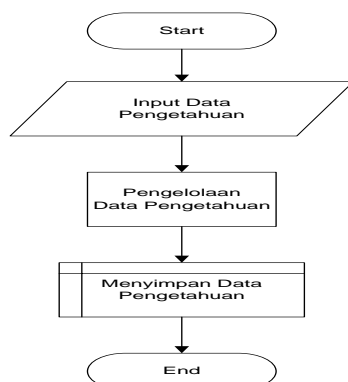 Start
Input Data
Pengetahuan
Pengelolaan
Data Pengetahuan
Menyimpan Data
Pengetahuan
End